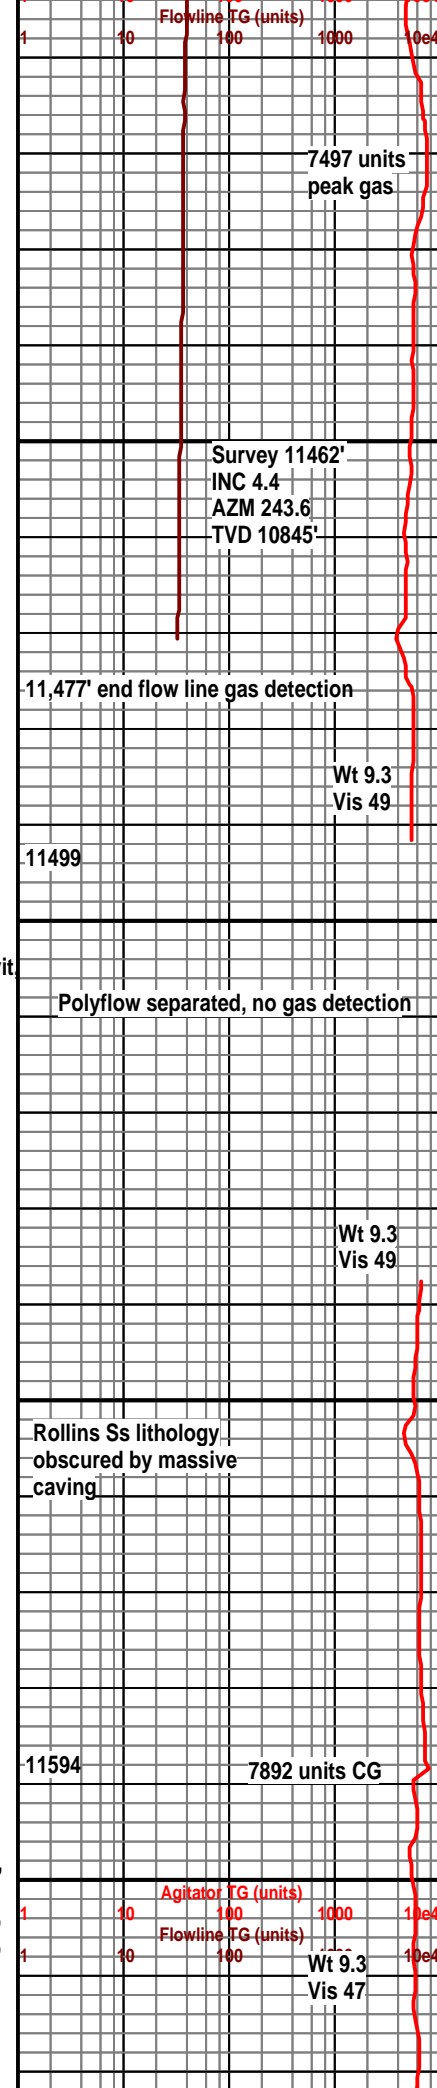 Flowline TG (units)
1 10 100 1000 10e4
7497 units
peak gas
Survey 11462'
INC 4.4
AZM 243.6
TVD 10845'
11,477' end flow line gas detection
Wt 9.3
Vis 49
11499
Polyflow separated, no gas detection
Wt 9.3
Vis 49
Rollins Ss lithology
obscured by massive
caving
11594
7892 units CG
Agitator TG (units)
1 10 100 1000 10e4
Flowline TG (units)
1 10 100 10e4
Wt 9.3
Vis 47